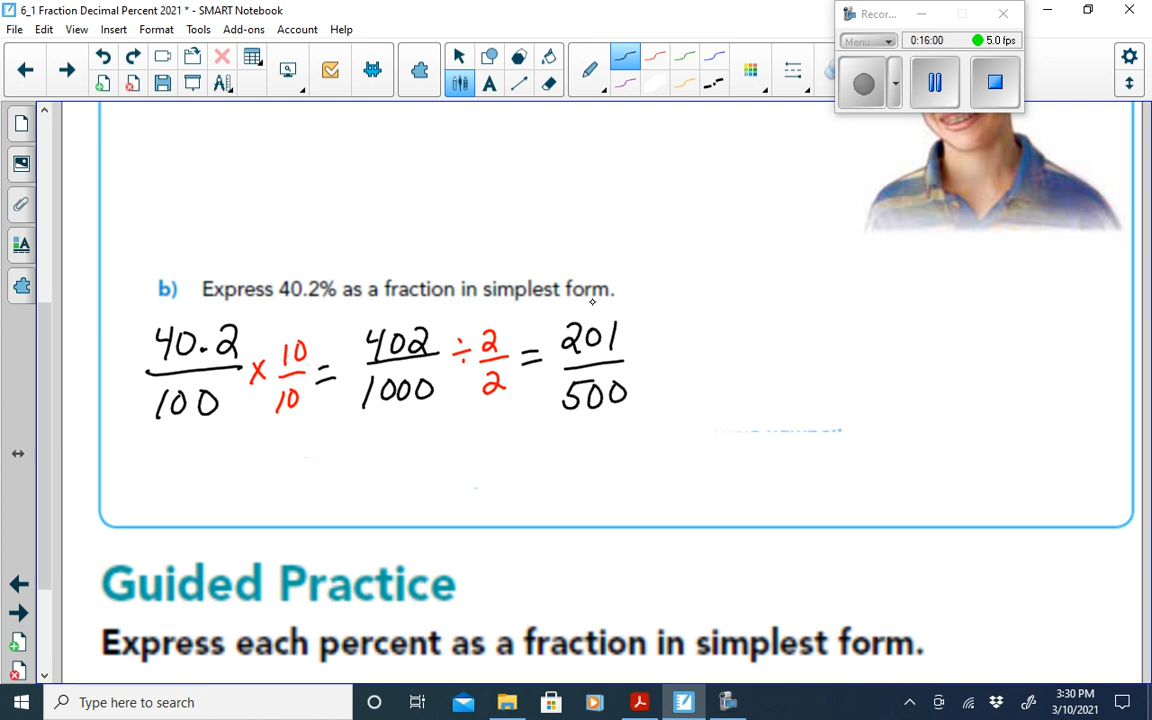 6_1 Fraction Decimal Percent 2021 * - SMART Notebook
File Edit View Insert Format Tools Add-ons Account Help
Recor...
Menu 0:16:00 5.0 fps
b) Express 40.2% as a fraction in simplest form.
40.2/100 × 10/10 = 402/1000 ÷ 2/2 = 201/500
Guided Practice
Express each percent as a fraction in simplest form.
Type here to search
3:30 PM
3/10/2021